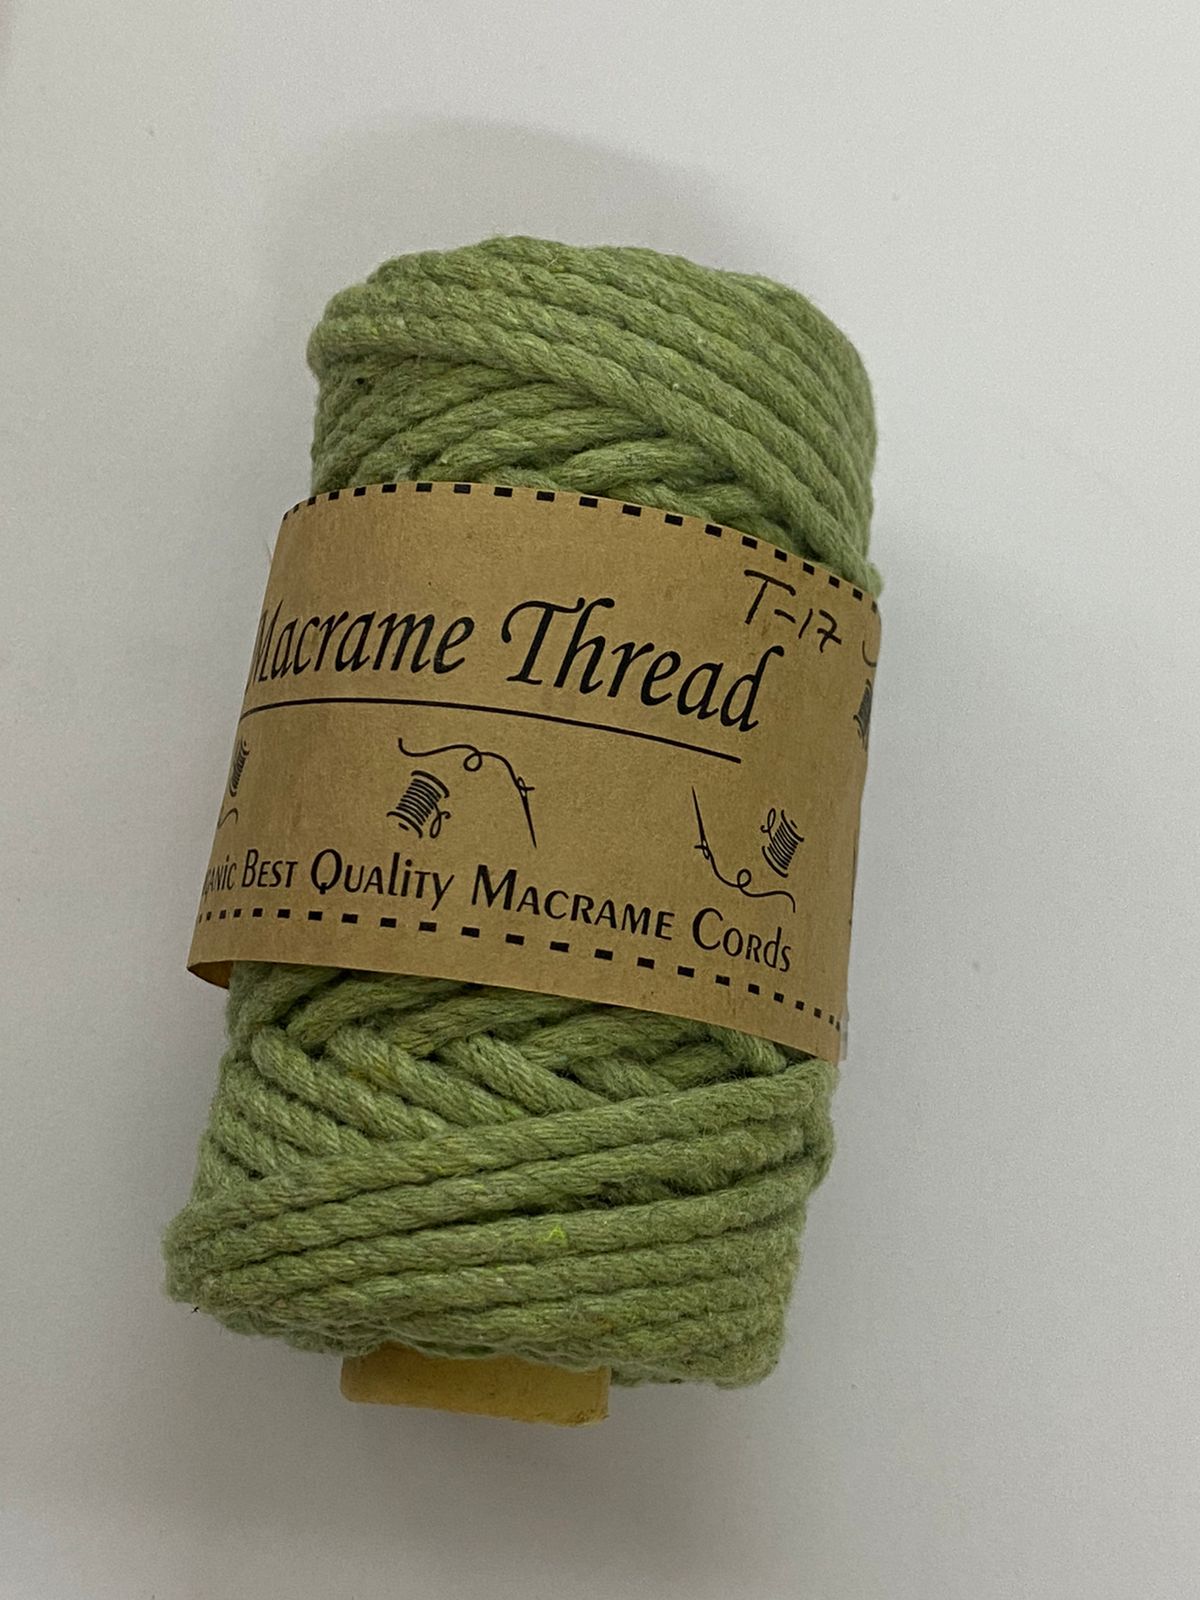 T-17
Macrame Thread
Best Quality Macrame Cords